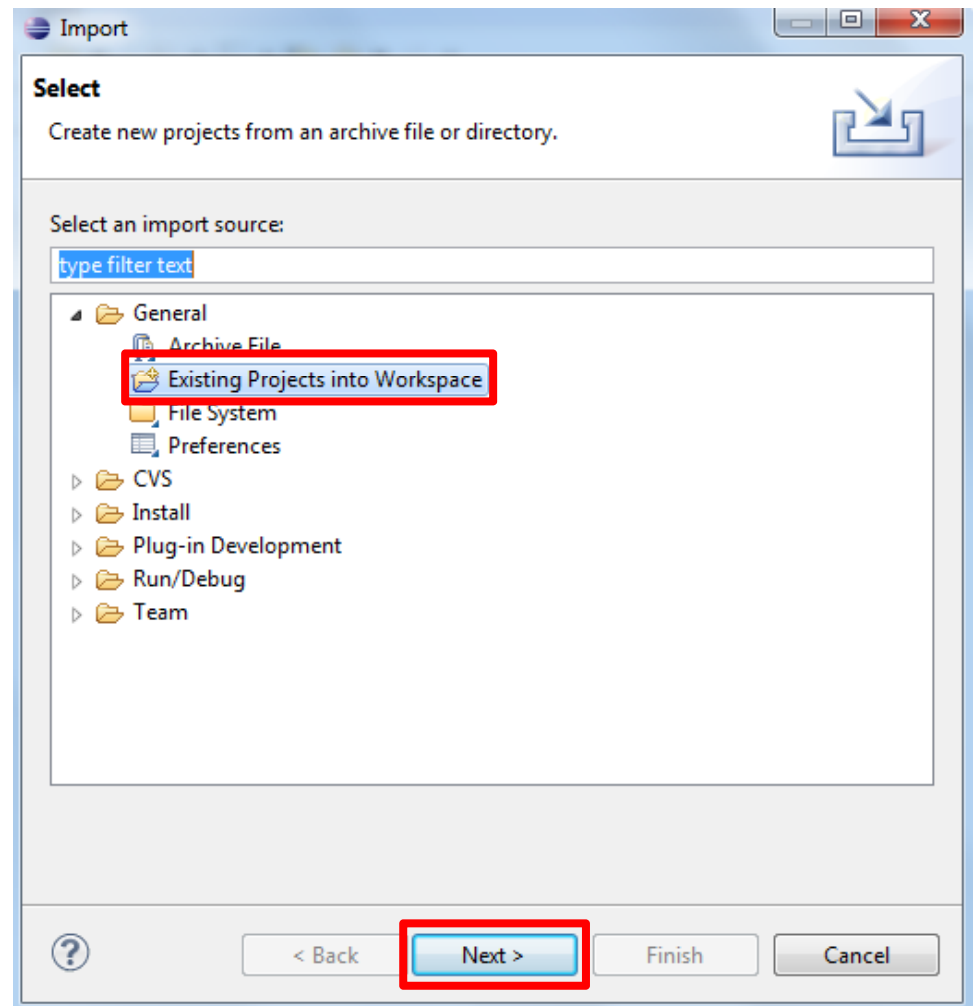 Import
Select
Create new projects from an archive file or directory.
Select an import source:
type filter text
General
Archive File
Existing Projects into Workspace
File System
Preferences
CVS
Install
Plug-in Development
Run/Debug
Team
< Back Next > Finish Cancel